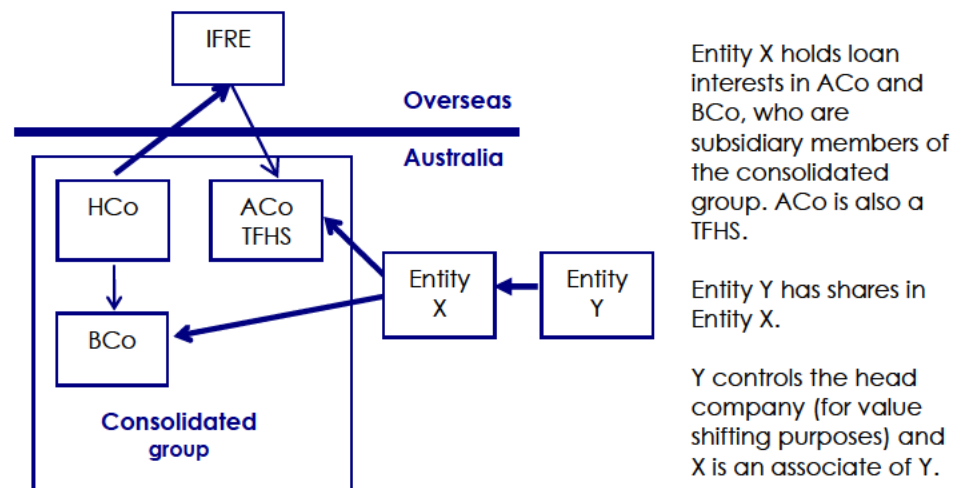 IFRE
Overseas
Australia
HCo
ACo
TFHS
BCo
Entity
X
Entity
Y
Consolidated
group
Entity X holds loan
interests in ACo and
BCo, who are
subsidiary members of
the consolidated
group. ACo is also a
TFHS.
Entity Y has shares in
Entity X.
Y controls the head
company (for value
shifting purposes) and
X is an associate of Y.